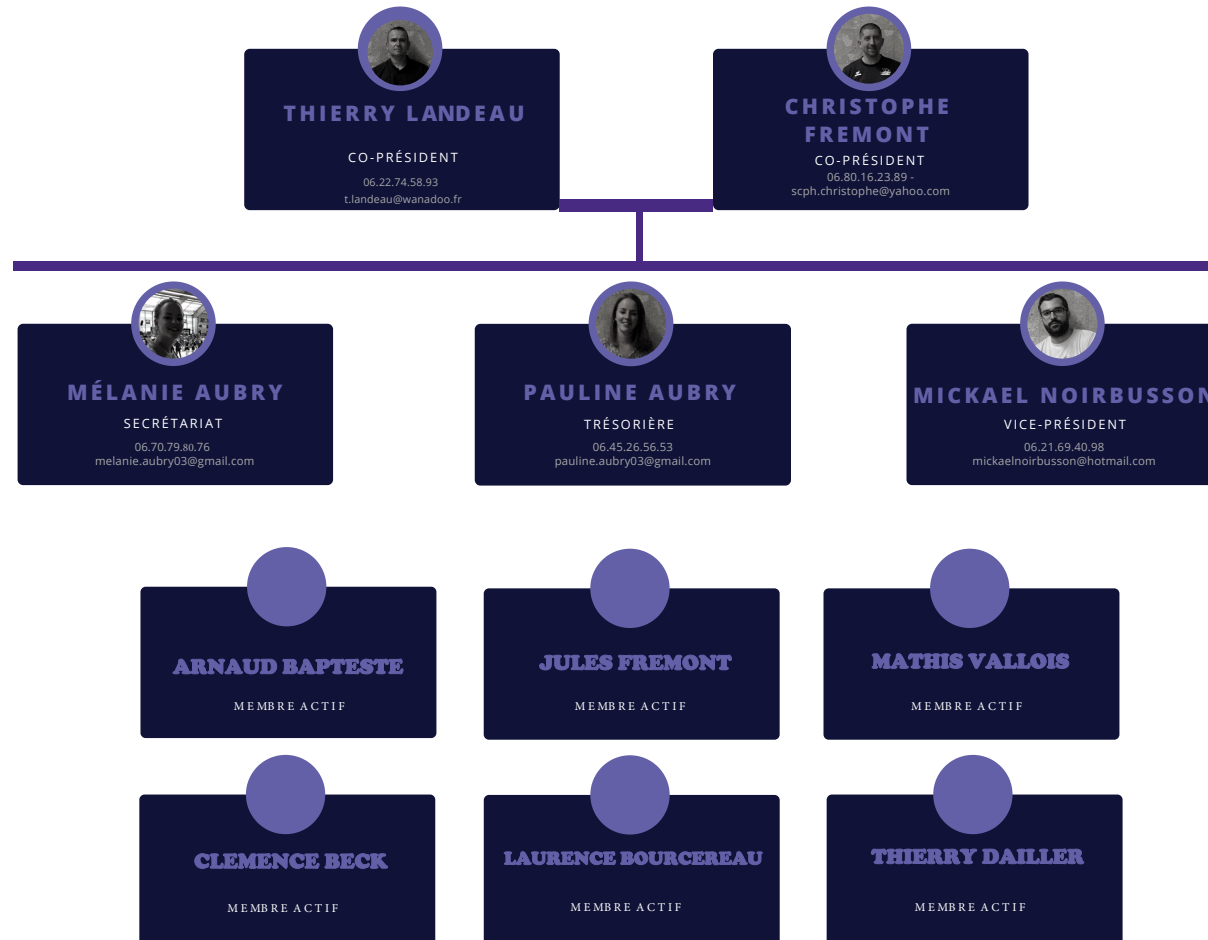 THIERRY LANDEAU
CO-PRÉSIDENT
06.22.74.58.93
t.landeau@wanadoo.fr
CHRISTOPHE
FREMONT
CO-PRÉSIDENT
06.80.16.23.89 -
scph.christophe@yahoo.com
MÉLANIE AUBRY
SECRÉTARIAT
06.70.79.80.76
melanie.aubry03@gmail.com
PAULINE AUBRY
TRÉSORIÈRE
06.45.26.56.53
pauline.aubry03@gmail.com
MICKAEL NOIRBUSSON
VICE-PRÉSIDENT
06.21.69.40.98
mickaelnoirbusson@hotmail.com
ARNAUD BAPTESTE
MEMBRE ACTIF
JULES FREMONT
MEMBRE ACTIF
MATHIS VALLOIS
MEMBRE ACTIF
CLEMENCE BECK
MEMBRE ACTIF
LAURENCE BOURCEREAU
MEMBRE ACTIF
THIERRY DAILLER
MEMBRE ACTIF